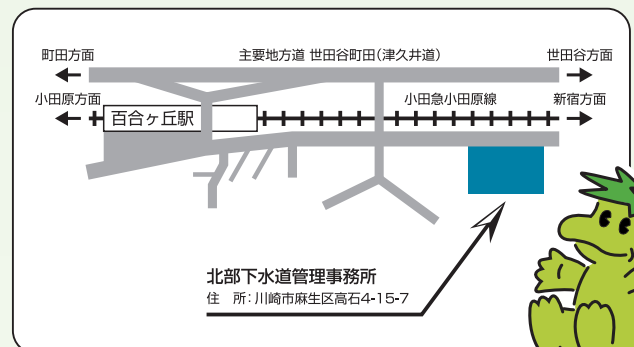 町田方面
主要地方道 世田谷町田(津久井道)
世田谷方面
小田原方面
百合ヶ丘駅
小田急小田原線
新宿方面
北部下水道管理事務所
住　所:川崎市麻生区高石4-15-7